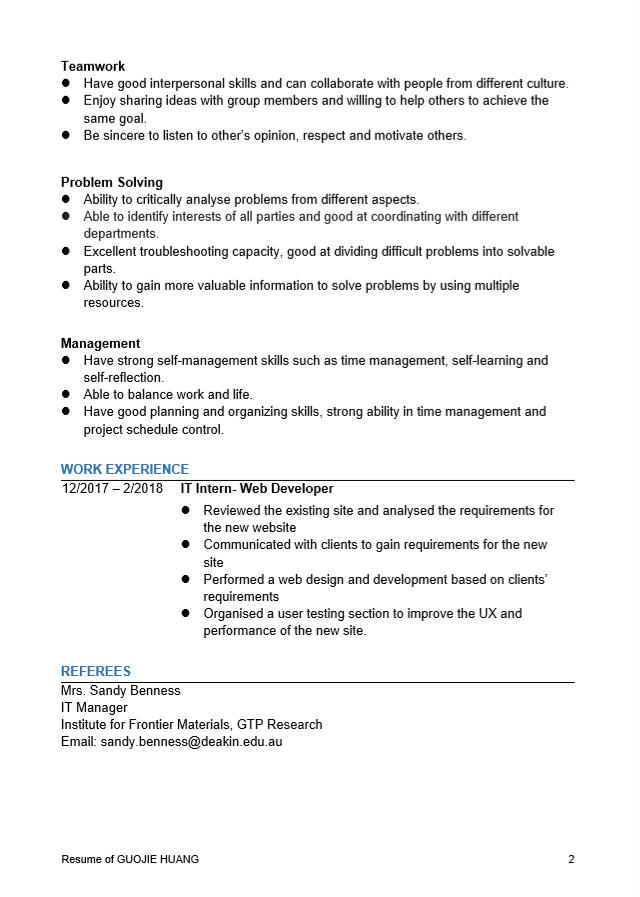 Teamwork
● Have good interpersonal skills and can collaborate with people from different culture.
● Enjoy sharing ideas with group members and willing to help others to achieve the
same goal.
● Be sincere to listen to other's opinion, respect and motivate others.
Problem Solving
● Ability to critically analyse problems from different aspects.
● Able to identify interests of all parties and good at coordinating with different
departments.
● Excellent troubleshooting capacity, good at dividing difficult problems into solvable
parts.
● Ability to gain more valuable information to solve problems by using multiple
resources.
Management
● Have strong self-management skills such as time management, self-learning and
self-reflection.
● Able to balance work and life.
● Have good planning and organizing skills, strong ability in time management and
project schedule control.
WORK EXPERIENCE
12/2017 – 2/2018 IT Intern- Web Developer
● Reviewed the existing site and analysed the requirements for
the new website
● Communicated with clients to gain requirements for the new
site
● Performed a web design and development based on clients'
requirements
● Organised a user testing section to improve the UX and
performance of the new site.
REFEREES
Mrs. Sandy Benness
IT Manager
Institute for Frontier Materials, GTP Research
Email: sandy.benness@deakin.edu.au
Resume of GUOJIE HUANG 2